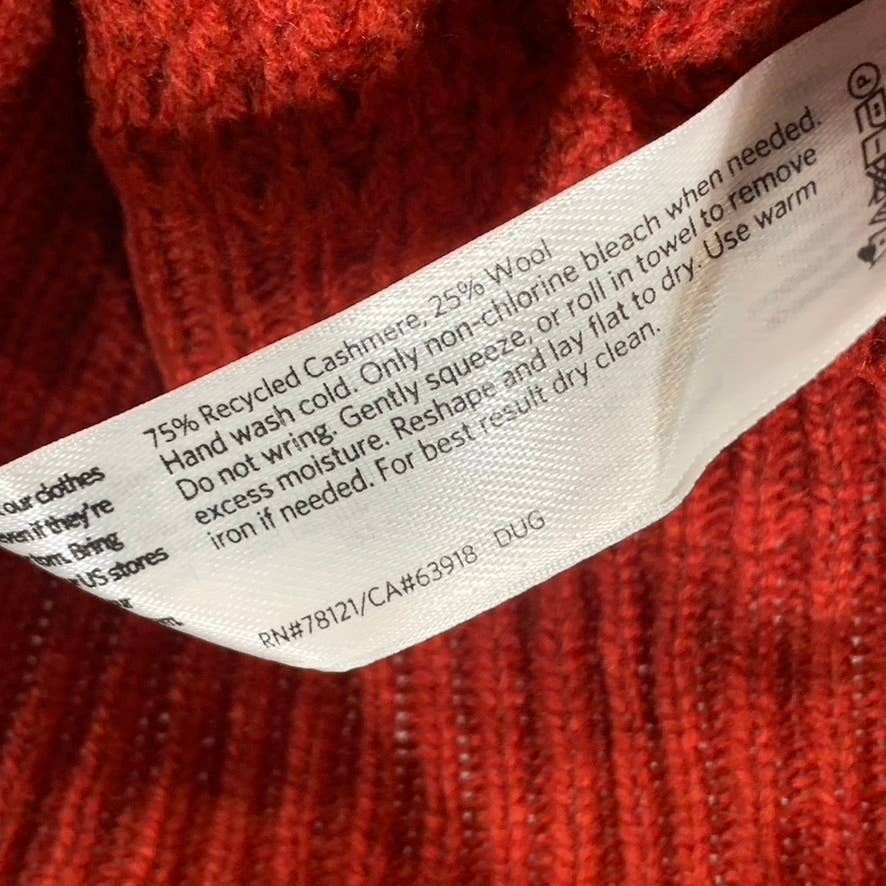 75% Recycled Cashmere, 25% Wool
Hand wash cold. Only non-chlorine bleach when needed.
Do not wring. Gently squeeze, or roll in towel to remove
excess moisture. Reshape and lay flat to dry. Use warm
iron if needed. For best result dry clean.
RN#78121/CA#63918 DUG
our clothes
even if they're
Bring
US stores
P